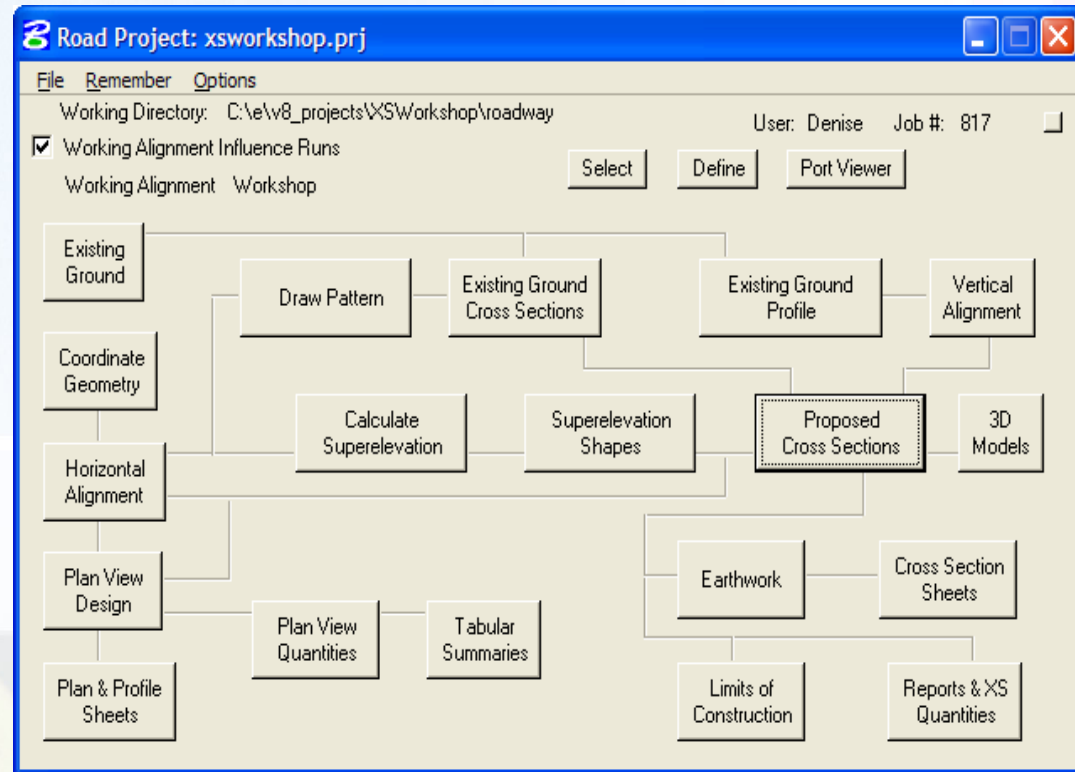 Road Project: xsworkshop.prj
File Remember Options
Working Directory: C:\e\v8_projects\XSWorkshop\roadway
User: Denise Job #: 817
Working Alignment Influence Runs
Select Define Port Viewer
Working Alignment Workshop
Existing
Ground
Draw Pattern
Existing Ground
Cross Sections
Existing Ground
Profile
Vertical
Alignment
Coordinate
Geometry
Calculate
Superelevation
Superelevation
Shapes
Proposed
Cross Sections
3D
Models
Horizontal
Alignment
Plan View
Design
Earthwork
Cross Section
Sheets
Plan View
Quantities
Tabular
Summaries
Plan & Profile
Sheets
Limits of
Construction
Reports & XS
Quantities